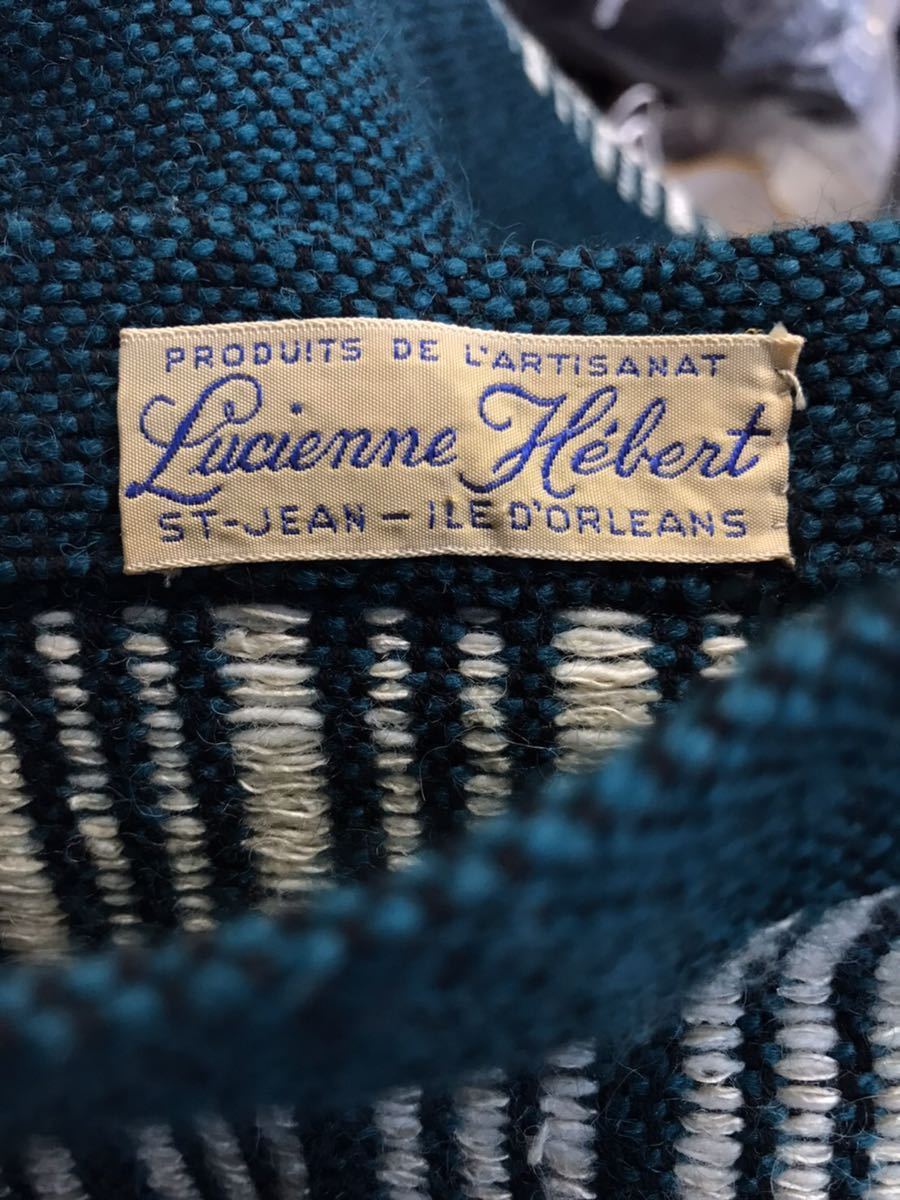 PRODUITS DE L'ARTISANAT
Lucienne Hébert
ST-JEAN - ILE D'ORLEANS